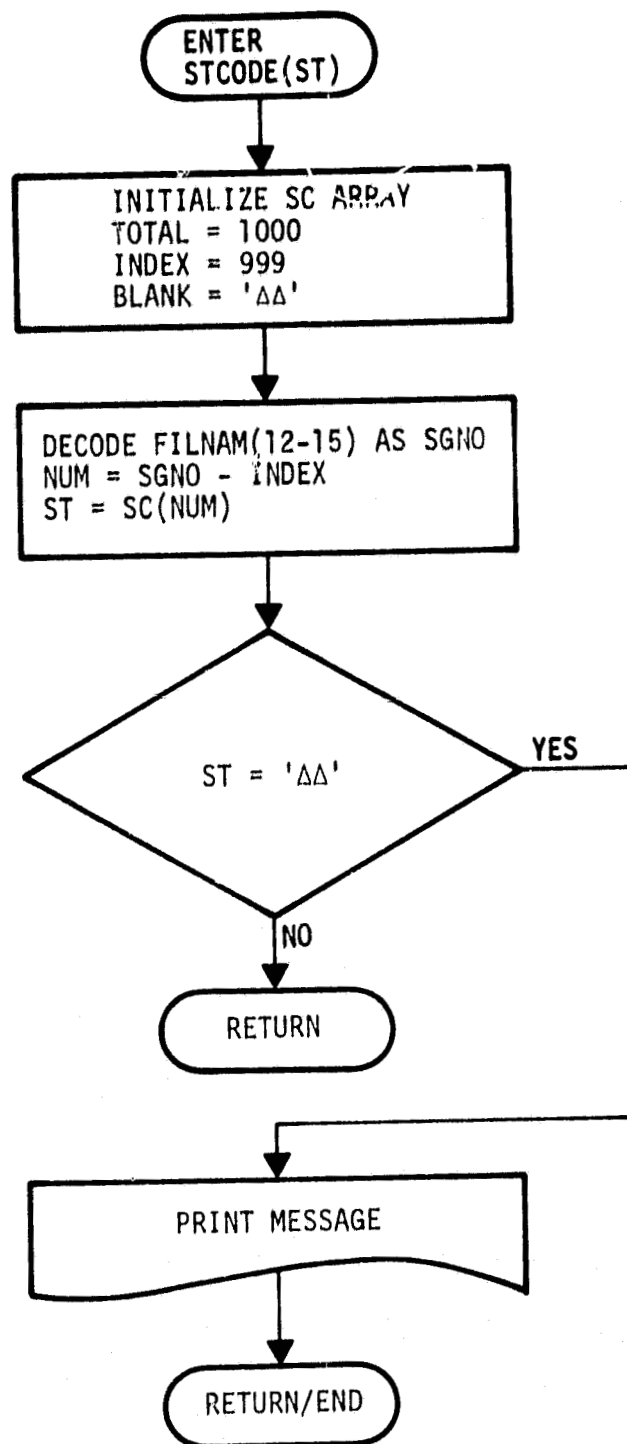 ENTER
STCODE(ST)
INITIALIZE SC ARRAY
TOTAL = 1000
INDEX = 999
BLANK = 'ΔΔ'
DECODE FILNAM(12-15) AS SGNO
NUM = SGNO - INDEX
ST = SC(NUM)
ST = 'ΔΔ'
YES
NO
RETURN
PRINT MESSAGE
RETURN/END